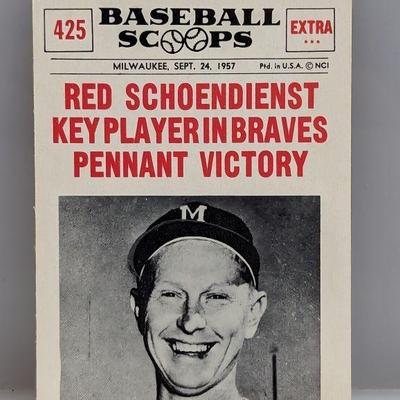 425
BASEBALL
SCOOPS
EXTRA
...
MILWAUKEE, SEPT. 24, 1957
Ptd. in U.S.A. © NCI
RED SCHOENDIENST
KEY PLAYER IN BRAVES
PENNANT VICTORY
M